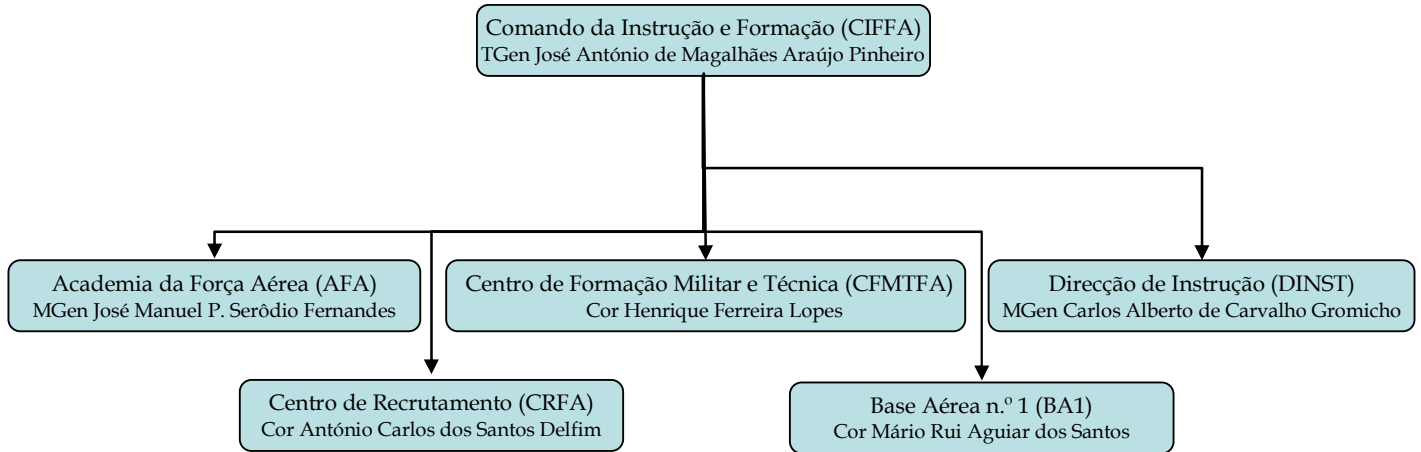 Comando da Instrução e Formação (CIFFA)
TGen José António de Magalhães Araújo Pinheiro
Academia da Força Aérea (AFA)
MGen José Manuel P. Serôdio Fernandes
Centro de Formação Militar e Técnica (CFMTFA)
Cor Henrique Ferreira Lopes
Direcção de Instrução (DINST)
MGen Carlos Alberto de Carvalho Gromicho
Centro de Recrutamento (CRFA)
Cor António Carlos dos Santos Delfim
Base Aérea n.º 1 (BA1)
Cor Mário Rui Aguiar dos Santos